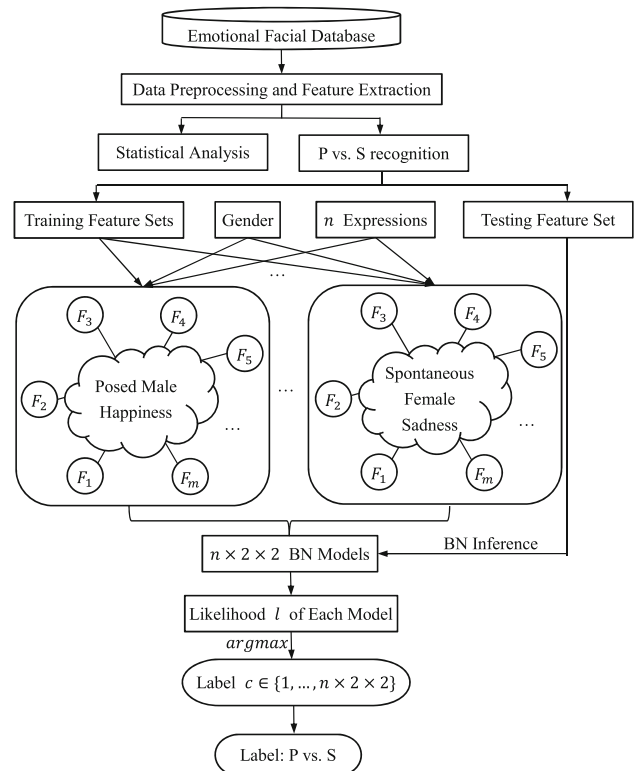 Emotional Facial Database
Data Preprocessing and Feature Extraction
Statistical Analysis
P vs. S recognition
Training Feature Sets
Gender
n Expressions
Testing Feature Set
...
F₃
F₄
F₅
F₂
Posed Male
Happiness
...
F₁
Fₘ
...
F₃
F₄
F₅
F₂
Spontaneous
Female
Sadness
...
F₁
Fₘ
n × 2 × 2 BN Models
BN Inference
Likelihood l of Each Model
argmax
Label c ∈ {1, ..., n × 2 × 2}
Label: P vs. S